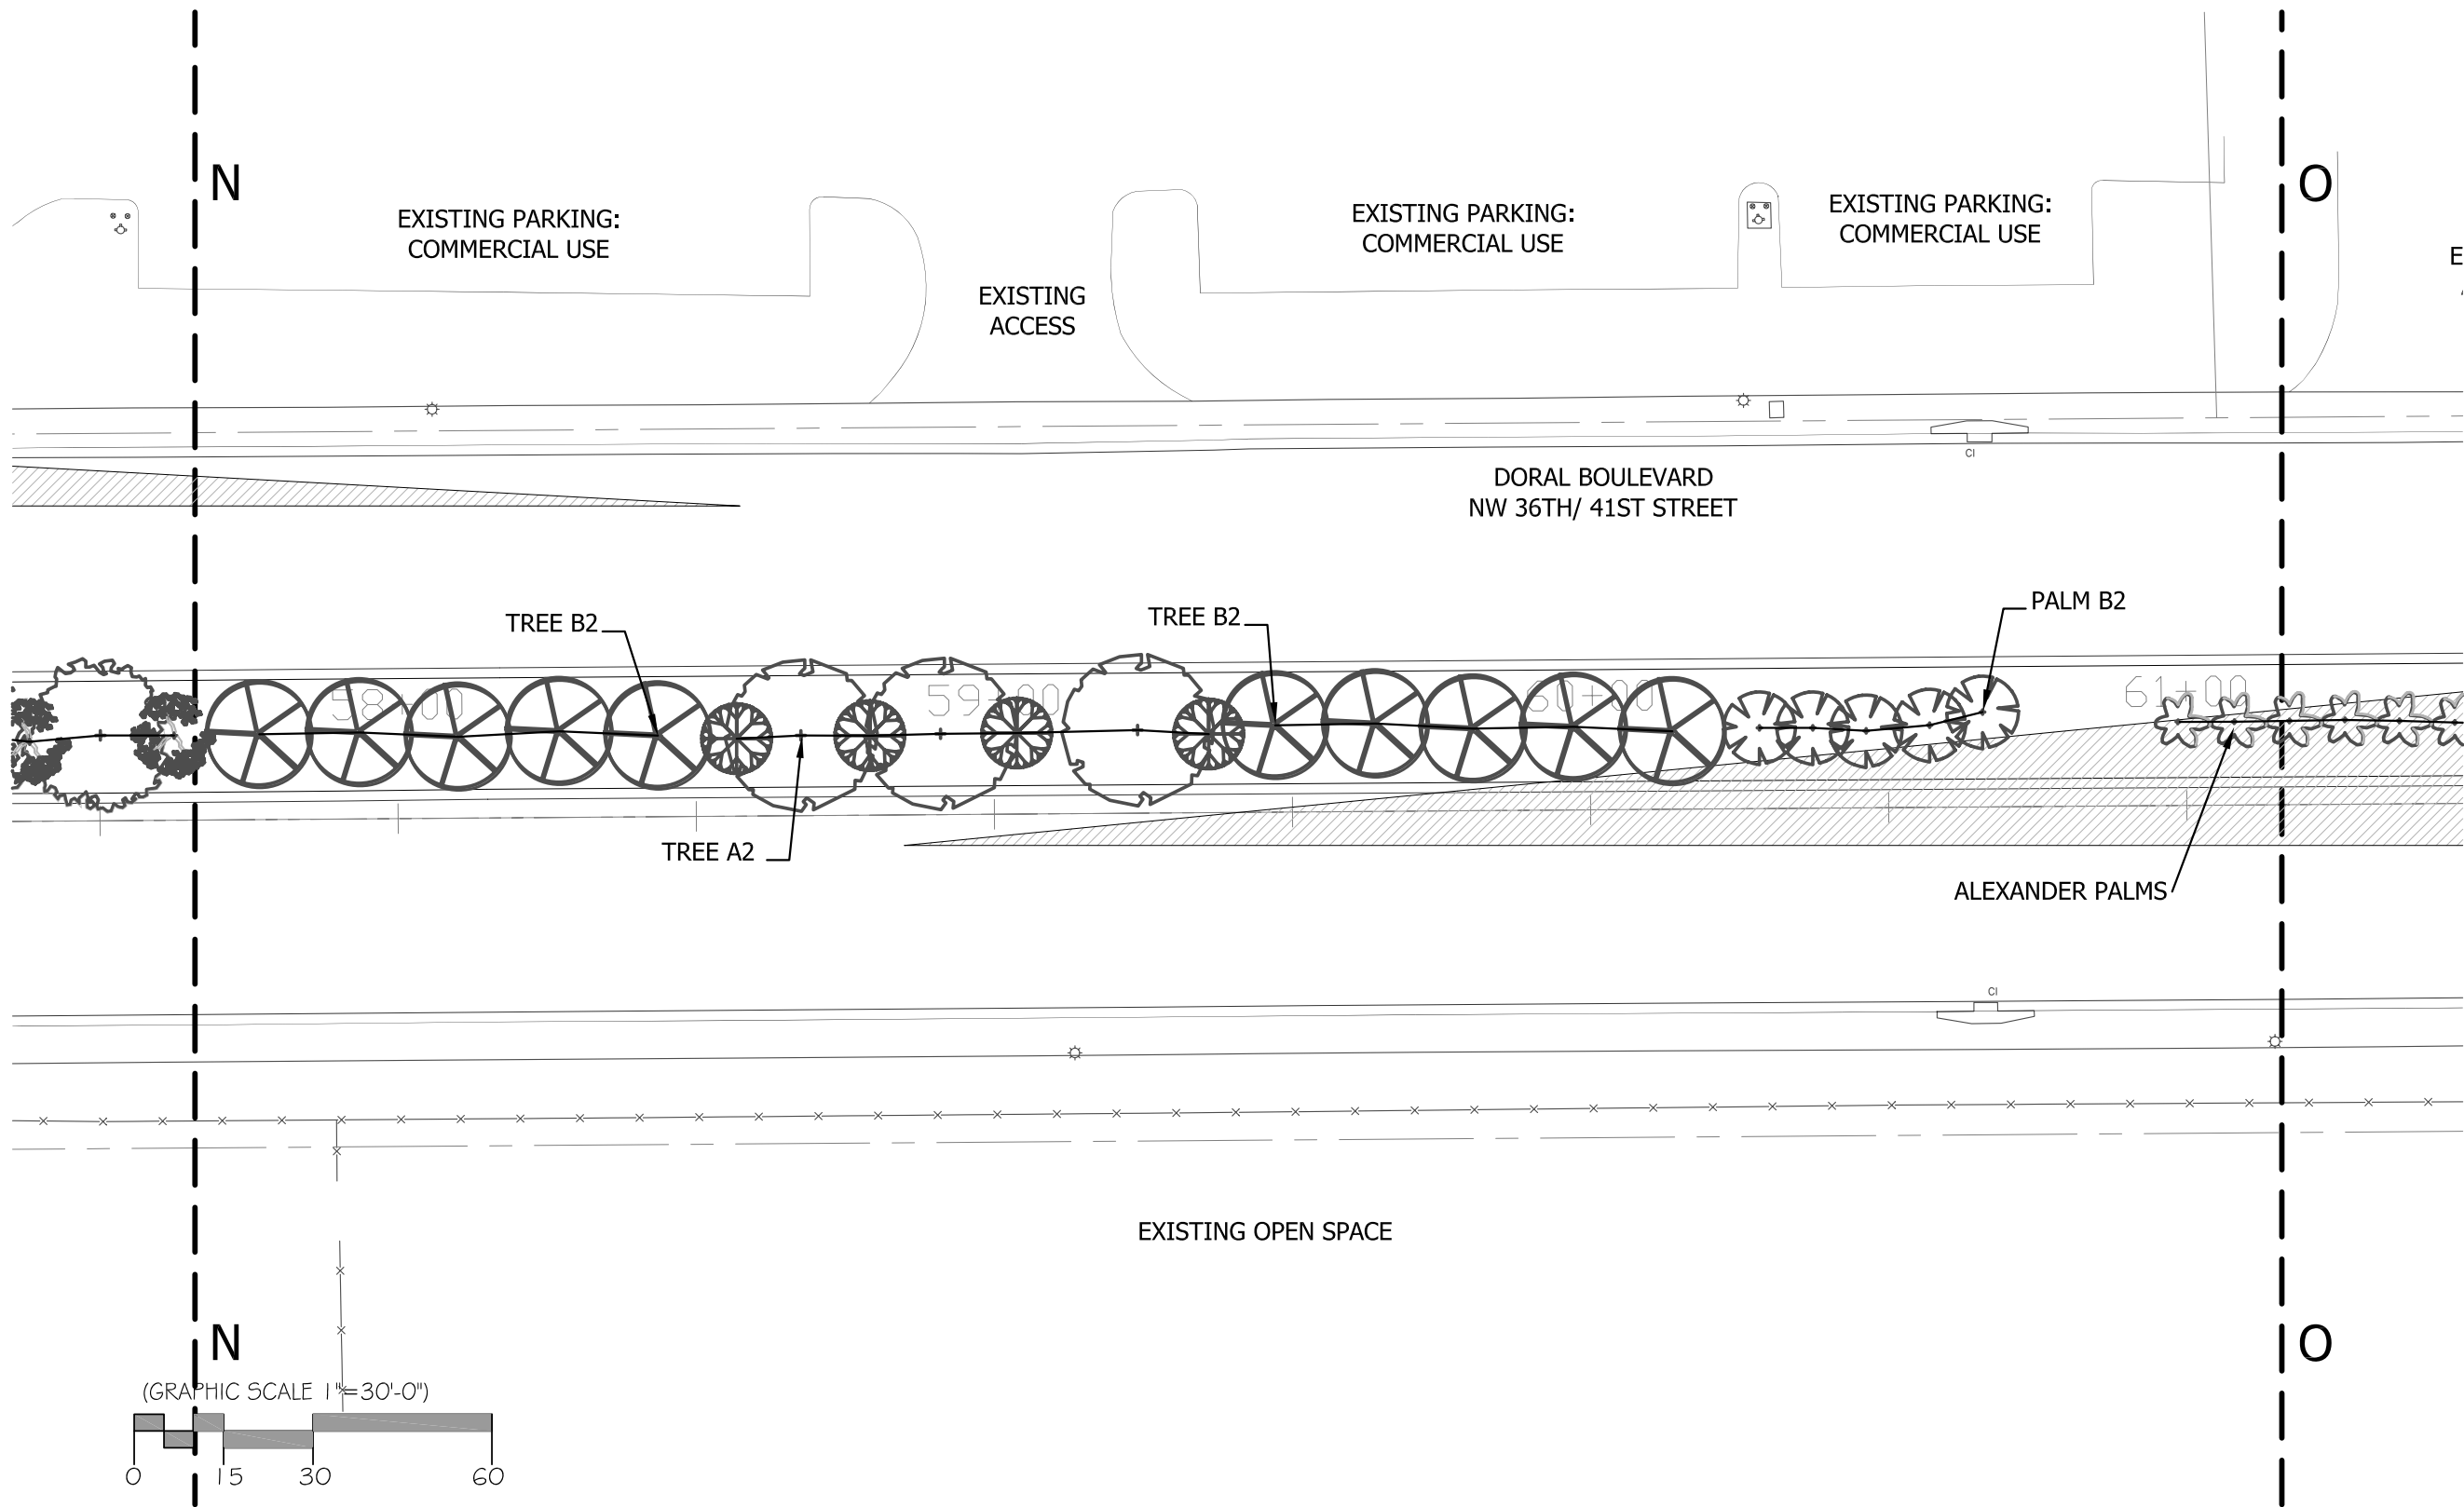 N
O
EXISTING PARKING:
COMMERCIAL USE
EXISTING PARKING:
COMMERCIAL USE
EXISTING PARKING:
COMMERCIAL USE
E
EXISTING
ACCESS
CI
DORAL BOULEVARD
NW 36TH/ 41ST STREET
TREE B2
TREE B2
PALM B2
58+00
59+00
60+00
61+00
TREE A2
ALEXANDER PALMS
CI
EXISTING OPEN SPACE
N
O
(GRAPHIC SCALE 1"=30'-0")
0 15 30 60